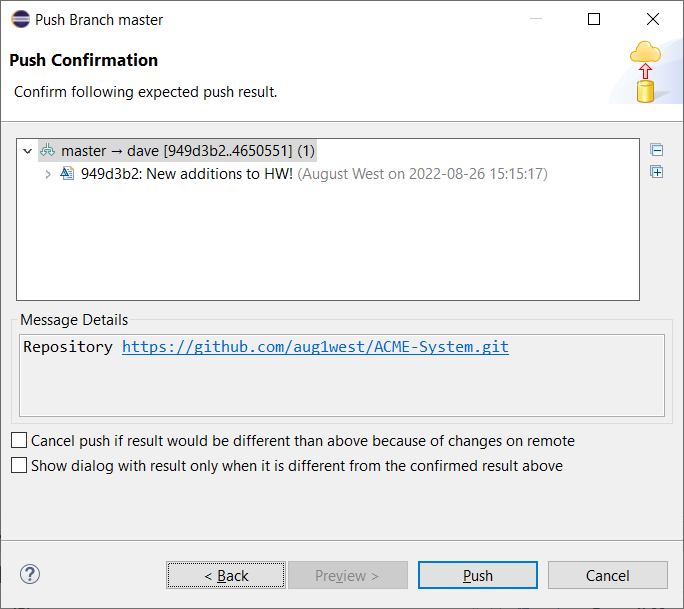 Push Branch master
Push Confirmation
Confirm following expected push result.
master → dave [949d3b2..4650551] (1)
949d3b2: New additions to HW! (August West on 2022-08-26 15:15:17)
Message Details
Repository https://github.com/aug1west/ACME-System.git
Cancel push if result would be different than above because of changes on remote
Show dialog with result only when it is different from the confirmed result above
< Back
Preview >
Push
Cancel